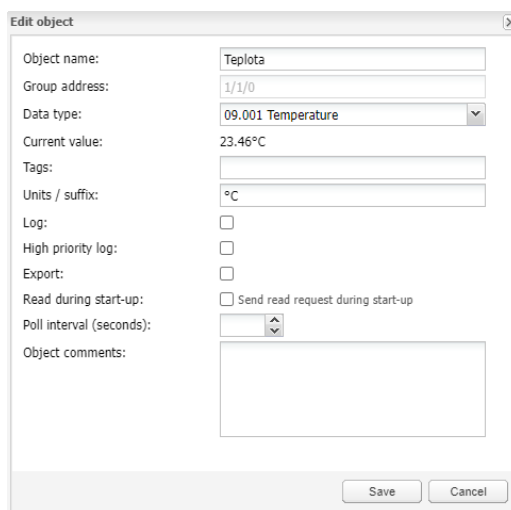 Edit object
Object name: Teplota
Group address: 1/1/0
Data type: 09.001 Temperature
Current value: 23.46°C
Tags:
Units / suffix: °C
Log:
High priority log:
Export:
Read during start-up: Send read request during start-up
Poll interval (seconds):
Object comments:
Save Cancel